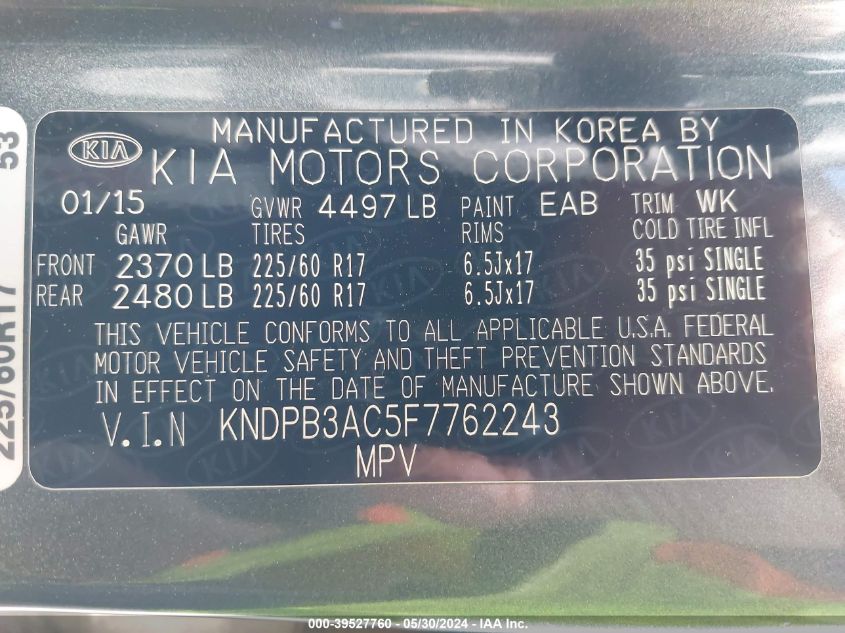 MANUFACTURED IN KOREA BY
KIA KIA MOTORS CORPORATION
01/15 GVWR 4497 LB PAINT EAB TRIM WK
GAWR TIRES RIMS COLD TIRE INFL
FRONT 2370 LB 225/60 R17 6.5Jx17 35 psi SINGLE
REAR 2480 LB 225/60 R17 6.5Jx17 35 psi SINGLE
THIS VEHICLE CONFORMS TO ALL APPLICABLE U.S.A. FEDERAL
MOTOR VEHICLE SAFETY AND THEFT PREVENTION STANDARDS
IN EFFECT ON THE DATE OF MANUFACTURE SHOWN ABOVE.
V.I.N KNDPB3AC5F7762243
MPV
225/60R17 53
000-39527760 - 05/30/2024 - IAA Inc.